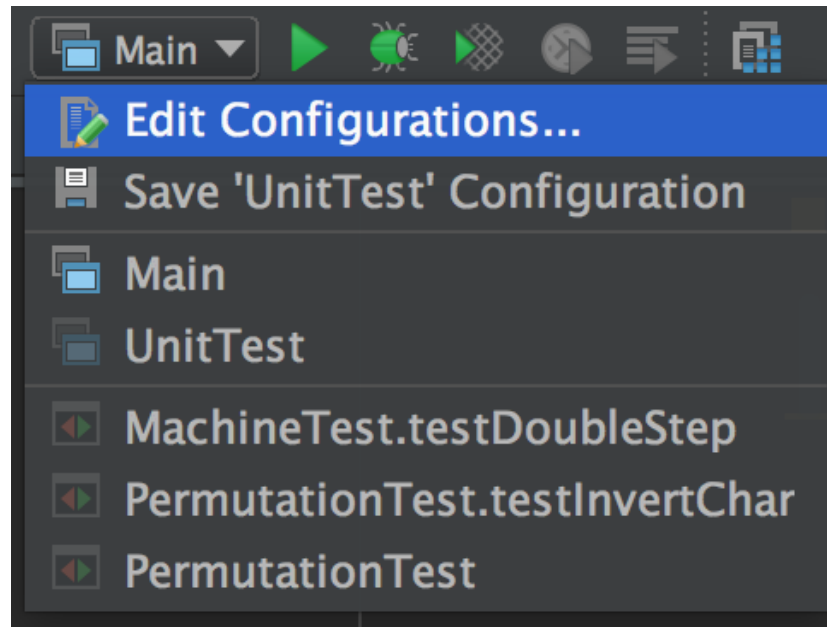 Main
Edit Configurations...
Save 'UnitTest' Configuration
Main
UnitTest
MachineTest.testDoubleStep
PermutationTest.testInvertChar
PermutationTest